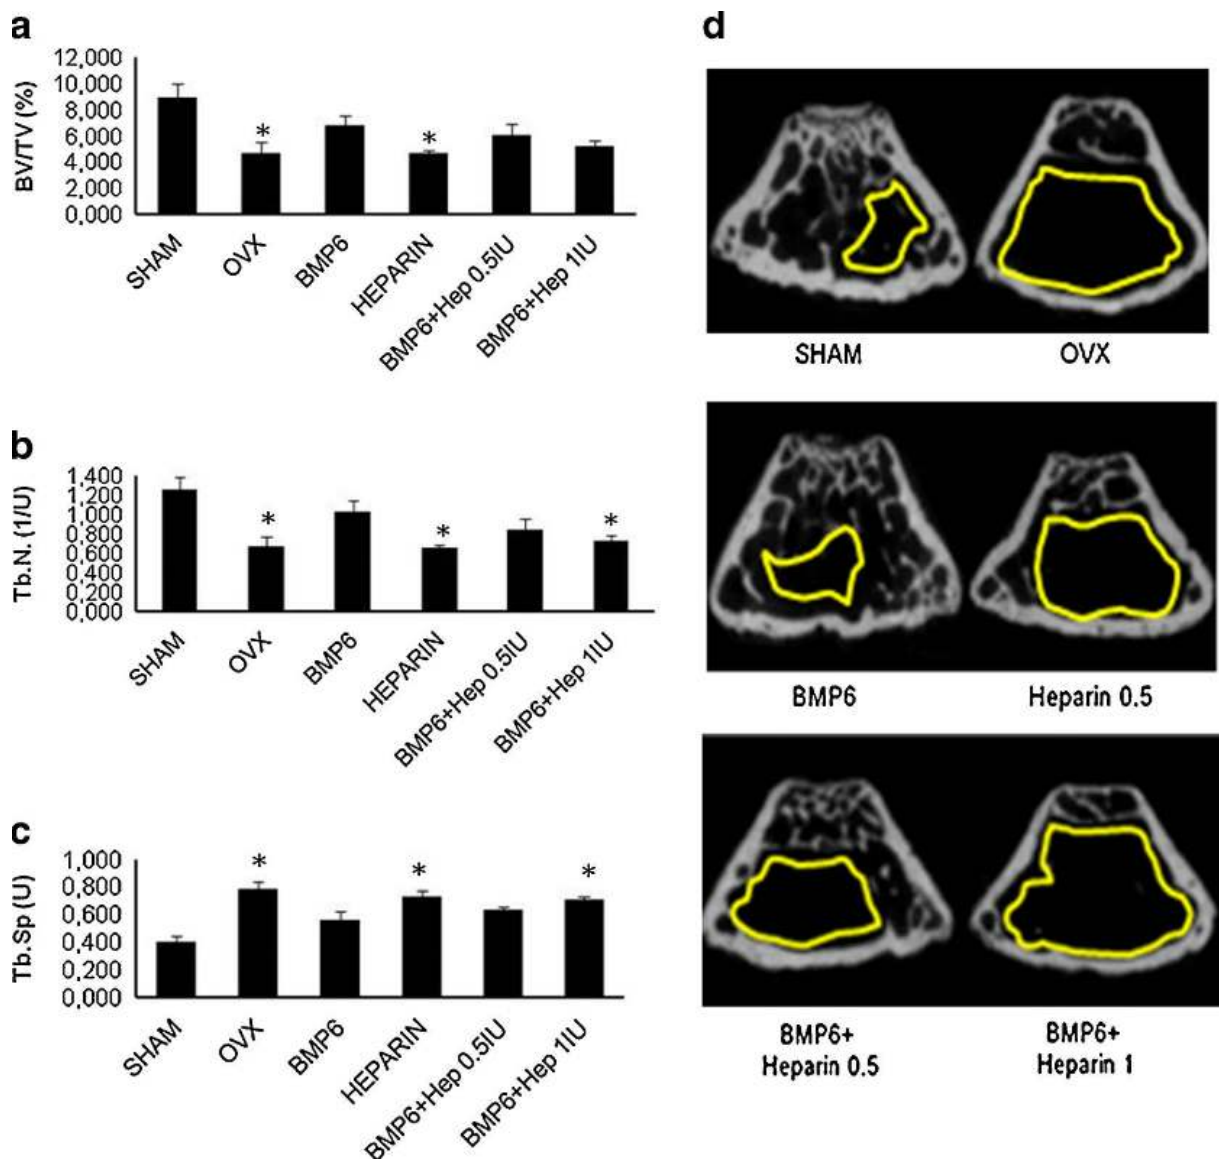 a
BV/TV (%)
12,000
10,000
8,000
6,000
4,000
2,000
0,000
*
*
SHAM
OVX
BMP6
HEPARIN
BMP6+Hep 0.5IU
BMP6+Hep 1IU
b
Tb.N. (1/U)
1,400
1,200
1,000
0,800
0,600
0,400
0,200
0,000
*
*
*
SHAM
OVX
BMP6
HEPARIN
BMP6+Hep 0.5IU
BMP6+Hep 1IU
c
Tb.Sp (U)
1,000
0,800
0,600
0,400
0,200
0,000
*
*
*
SHAM
OVX
BMP6
HEPARIN
BMP6+Hep 0.5IU
BMP6+Hep 1IU
d
SHAM
OVX
BMP6
Heparin 0.5
BMP6+
Heparin 0.5
BMP6+
Heparin 1